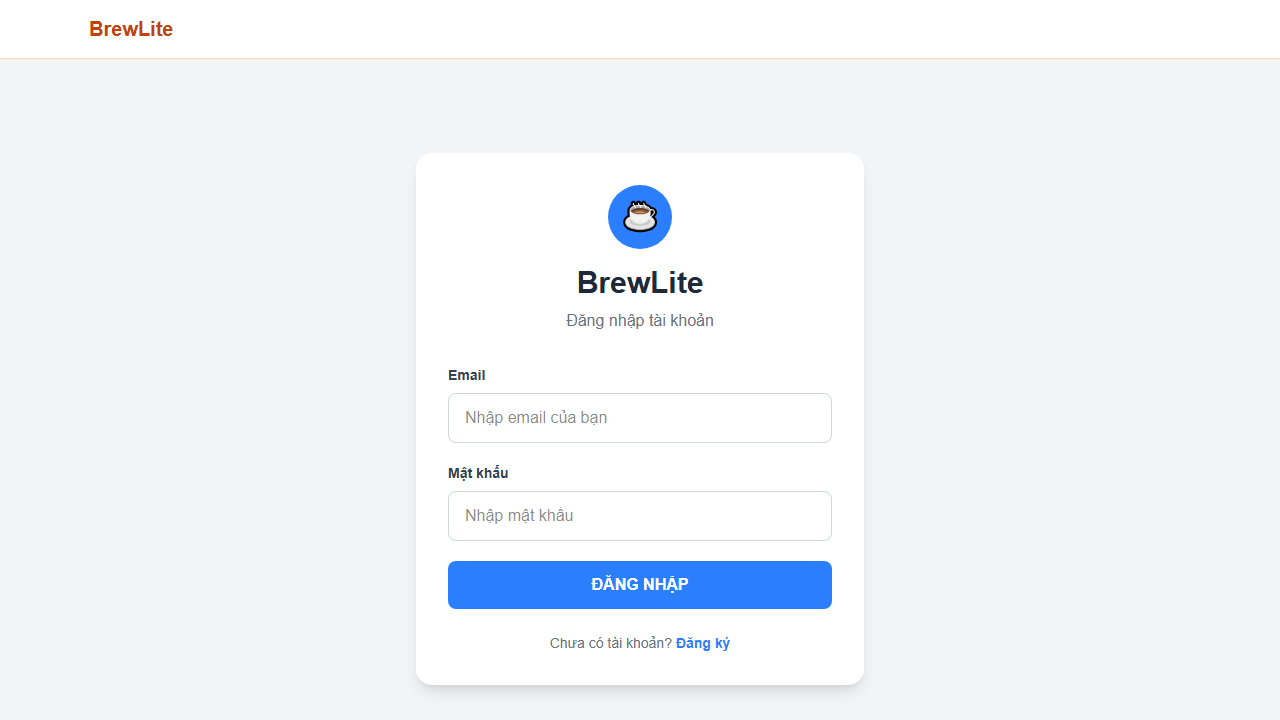 BrewLite
BrewLite
Đăng nhập tài khoản
Email
Nhập email của bạn
Mật khẩu
Nhập mật khẩu
ĐĂNG NHẬP
Chưa có tài khoản? Đăng ký